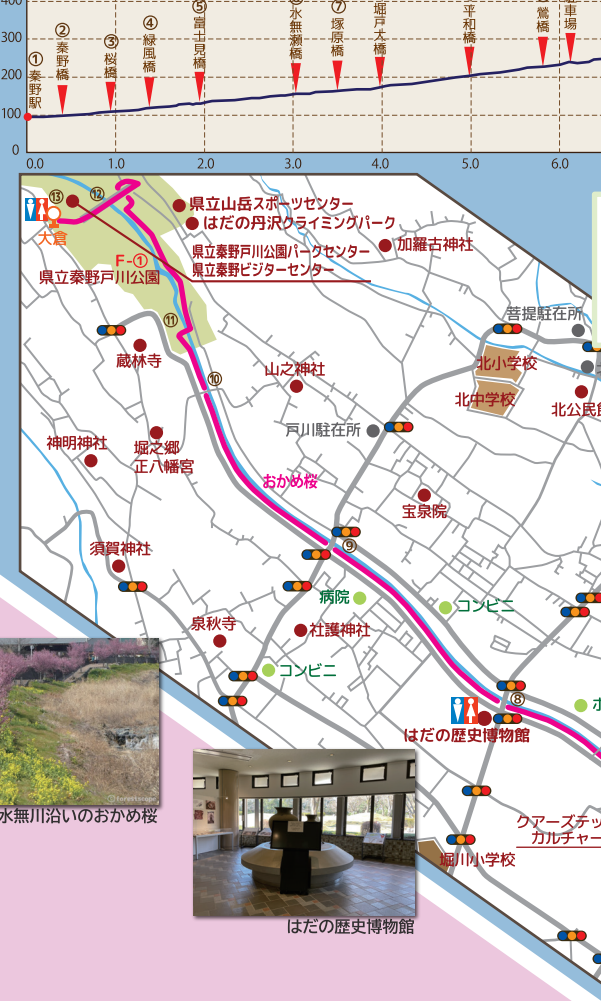 400
300
200
100
0
①
秦野駅
②
秦野橋
③
桜橋
④
緑風橋
⑤
富士見橋
水無瀬橋
⑦
塚原橋
堀戸大橋
平和橋
鶯橋
車場
0.0 1.0 2.0 3.0 4.0 5.0 6.0
⑬
⑫
大倉
県立山岳スポーツセンター
はだの丹沢クライミングパーク
県立秦野戸川公園パークセンター
県立秦野ビジターセンター
加羅古神社
F-①
県立秦野戸川公園
菩提駐在所
⑪
蔵林寺
山之神社
⑩
北小学校
北中学校
北公民館
戸川駐在所
神明神社
堀之郷
正八幡宮
おかめ桜
宝泉院
須賀神社
⑨
病院
コンビニ
泉秋寺
社護神社
コンビニ
⑧
ホ
はだの歴史博物館
forestscope
水無川沿いのおかめ桜
クアーズテッ
カルチャー
堀川小学校
はだの歴史博物館